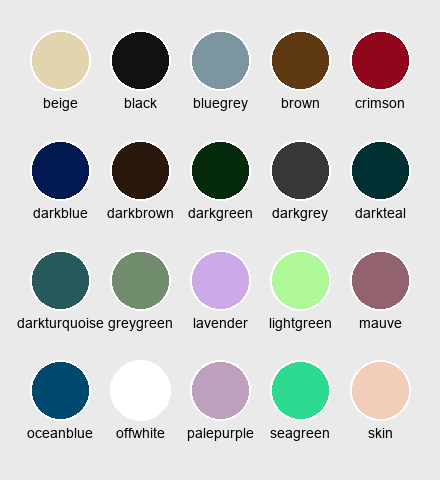 beige black bluegrey brown crimson
darkblue darkbrown darkgreen darkgrey darkteal
darkturquoise greygreen lavender lightgreen mauve
oceanblue offwhite palepurple seagreen skin